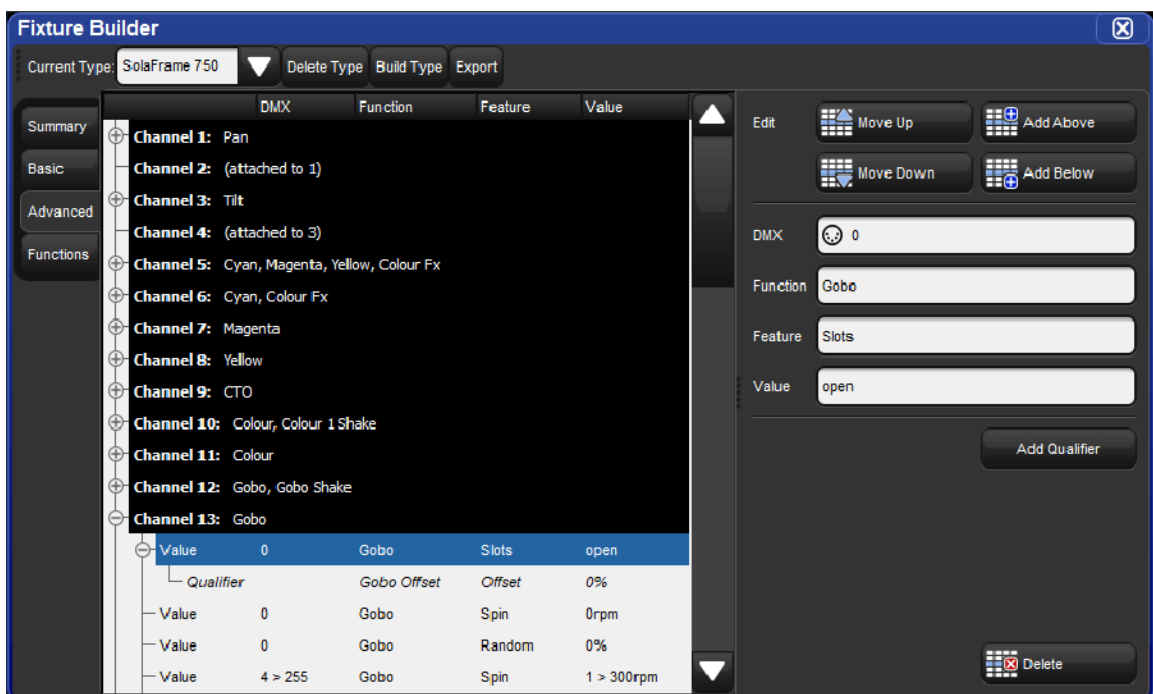 Fixture Builder
Current Type: SolaFrame 750 Delete Type Build Type Export
Summary
Basic
Advanced
Functions
DMX Function Feature Value
Channel 1: Pan
Channel 2: (attached to 1)
Channel 3: Tilt
Channel 4: (attached to 3)
Channel 5: Cyan, Magenta, Yellow, Colour Fx
Channel 6: Cyan, Colour Fx
Channel 7: Magenta
Channel 8: Yellow
Channel 9: CTO
Channel 10: Colour, Colour 1 Shake
Channel 11: Colour
Channel 12: Gobo, Gobo Shake
Channel 13: Gobo
Value 0 Gobo Slots open
Qualifier Gobo Offset Offset 0%
Value 0 Gobo Spin 0rpm
Value 0 Gobo Random 0%
Value 4 > 255 Gobo Spin 1 > 300rpm
Edit Move Up Add Above
Move Down Add Below
DMX 0
Function Gobo
Feature Slots
Value open
Add Qualifier
Delete